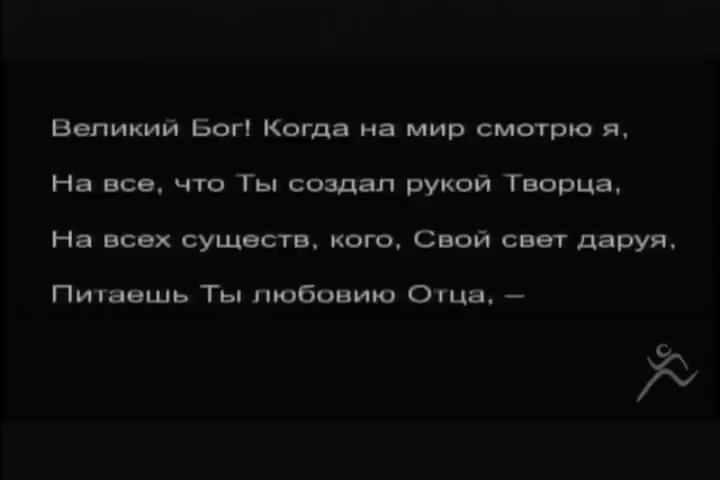 Великий Бог! Когда на мир смотрю я,
На все, что Ты создал рукой Творца,
На всех существ, кого, Свой свет даруя,
Питаешь Ты любовию Отца, –